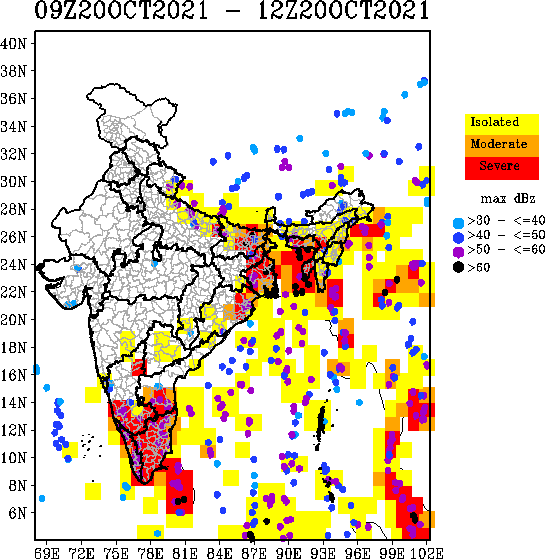 09Z20OCT2021 - 12Z20OCT2021
40N
38N
36N
34N
32N
30N
28N
26N
24N
22N
20N
18N
16N
14N
12N
10N
8N
6N
69E 72E 75E 78E 81E 84E 87E 90E 93E 96E 99E 102E
Isolated
Moderate
Severe
max dBz
>30 - <=40
>40 - <=50
>50 - <=60
>60